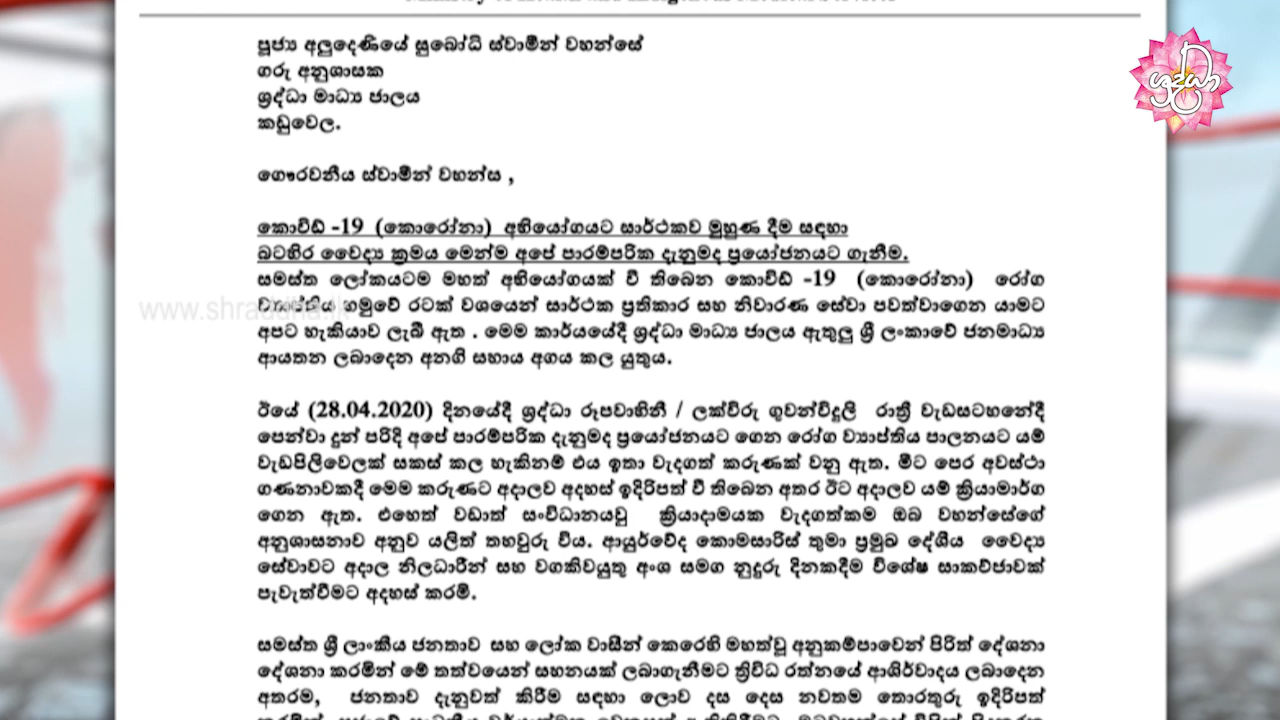 පූජ්‍ය අලුදෙණියේ සුබෝධි ස්වාමීන් වහන්සේ
ගරු අනුශාසක
ශ්‍රද්ධා මාධ්‍ය ජාලය
කඩුවෙල.
ගෞරවනීය ස්වාමීන් වහන්ස ,
කොවිඩ් -19 (කොරෝනා) අභියෝගයට සාර්ථකව මුහුණ දීම සඳහා
බටහිර වෛද්‍ය ක්‍රමය මෙන්ම අපේ පාරම්පරික දැනුමද ප්‍රයෝජනයට ගැනීම.
සමස්ත ලෝකයටම මහත් අභියෝගයක් වී තිබෙන කොවිඩ් -19 (කොරෝනා) රෝග
ව්‍යාප්තිය හමුවේ රටක් වශයෙන් සාර්ථක ප්‍රතිකාර සහ නිවාරණ සේවා පවත්වාගෙන යාමට
අපට හැකියාව ලැබී ඇත . මෙම කාර්යයේදී ශ්‍රද්ධා මාධ්‍ය ජාලය ඇතුලු ශ්‍රී ලංකාවේ ජනමාධ්‍ය
ආයතන ලබාදෙන අනගි සහාය අගය කල යුතුය.
ඊයේ (28.04.2020) දිනයේදී ශ්‍රද්ධා රූපවාහිනී / ලක්විරු ගුවන්විදුලි රාත්‍රී වැඩසටහනේදී
පෙන්වා දුන් පරිදි අපේ පාරම්පරික දැනුමද ප්‍රයෝජනයට ගෙන රෝග ව්‍යාප්තිය පාලනයට යම්
වැඩපිලිවෙලක් සකස් කල හැකිනම් එය ඉතා වැදගත් කරුණක් වනු ඇත. මීට පෙර අවස්ථා
ගණනාවකදී මෙම කරුණට අදාලව අදහස් ඉදිරිපත් වී තිබෙන අතර ඊට අදාලව යම් ක්‍රියාමාර්ග
ගෙන ඇත. එහෙත් වඩාත් සංවිධානයවු ක්‍රියාදාමයක වැදගත්කම ඔබ වහන්සේගේ
අනුශාසනාව අනුව යලිත් තහවුරු විය. ආයුර්වේද කොමසාරිස් තුමා ප්‍රමුඛ දේශීය වෛද්‍ය
සේවාවට අදාල නිලධාරීන් සහ වගකිවයුතු අංශ සමග නුදුරු දිනකදීම විශේෂ සාකච්ඡාවක්
පැවැත්වීමට අදහස් කරමි.
සමස්ත ශ්‍රී ලාංකීය ජනතාව සහ ලෝක වාසීන් කෙරෙහි මහත්වූ අනුකම්පාවෙන් පිරිත් දේශනා
දේශනා කරමින් මේ තත්වයෙන් සහනයක් ලබාගැනීමට ත්‍රිවිධ රත්නයේ ආශිර්වාදය ලබාදෙන
අතරම, ජනතාව දැනුවත් කිරීම සඳහා ලොව දස දෙස නවතම තොරතුරු ඉදිරිපත්
ශ්‍රද්ධා
www.shraddha.lk